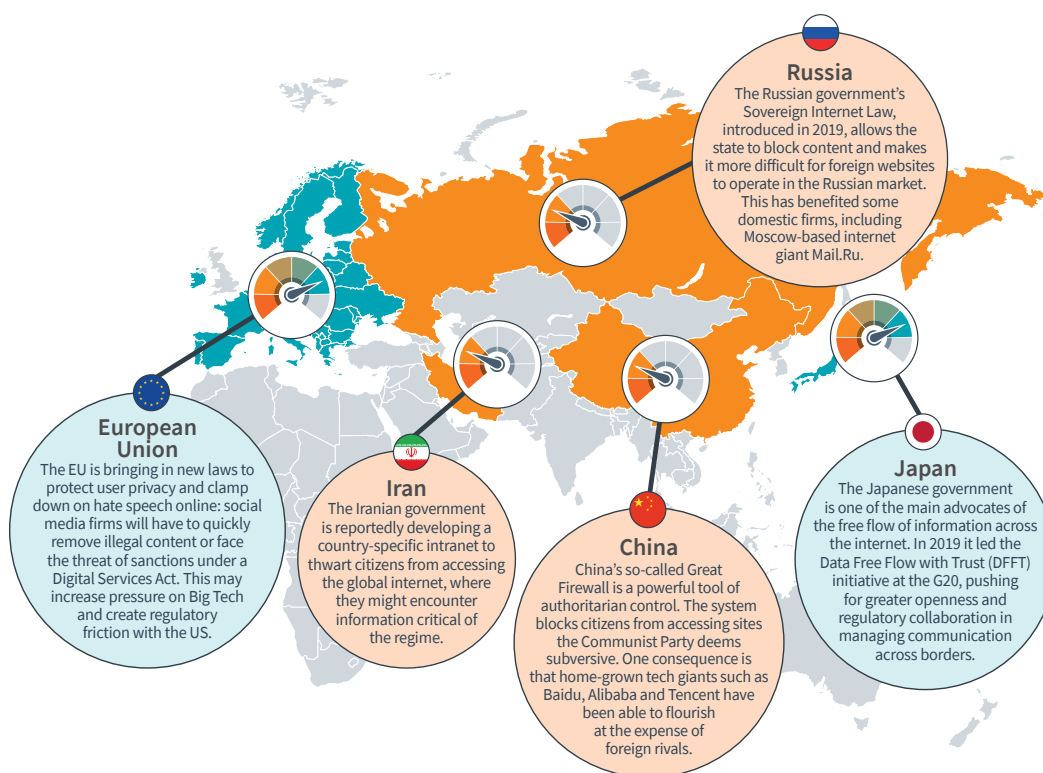 Russia
The Russian government's
Sovereign Internet Law,
introduced in 2019, allows the
state to block content and makes
it more difficult for foreign websites
to operate in the Russian market.
This has benefited some
domestic firms, including
Moscow-based internet
giant Mail.Ru.
European
Union
The EU is bringing in new laws to
protect user privacy and clamp
down on hate speech online: social
media firms will have to quickly
remove illegal content or face
the threat of sanctions under a
Digital Services Act. This may
increase pressure on Big Tech
and create regulatory
friction with the US.
Iran
The Iranian government
is reportedly developing a
country-specific intranet to
thwart citizens from accessing
the global internet, where
they might encounter
information critical of
the regime.
China
China's so-called Great
Firewall is a powerful tool of
authoritarian control. The system
blocks citizens from accessing sites
the Communist Party deems
subversive. One consequence is
that home-grown tech giants such as
Baidu, Alibaba and Tencent have
been able to flourish
at the expense of
foreign rivals.
Japan
The Japanese government
is one of the main advocates of
the free flow of information across
the internet. In 2019 it led the
Data Free Flow with Trust (DFFT)
initiative at the G20, pushing
for greater openness and
regulatory collaboration in
managing communication
across borders.